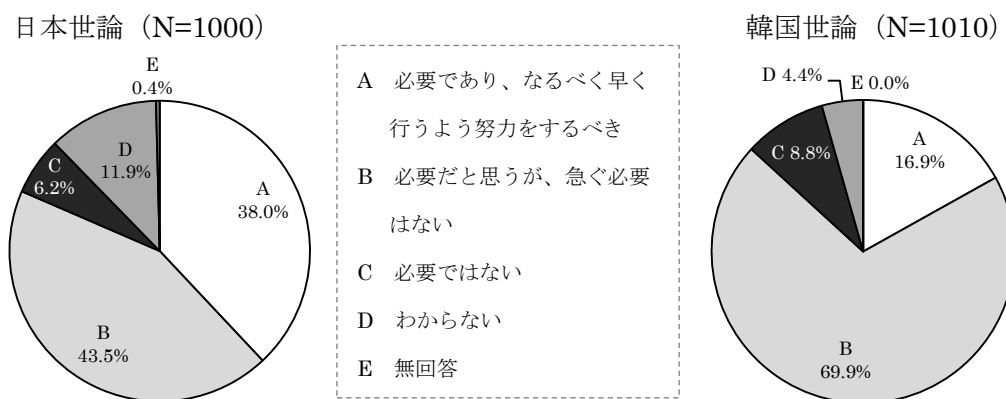 日本世論（N=1000）
E
0.4%
D
11.9%
C
6.2%
A
38.0%
B
43.5%
A 必要であり、なるべく早く
行うよう努力をするべき
B 必要だと思うが、急ぐ必要
はない
C 必要ではない
D わからない
E 無回答
韓国世論（N=1010）
D 4.4%
E 0.0%
C 8.8%
A
16.9%
B
69.9%